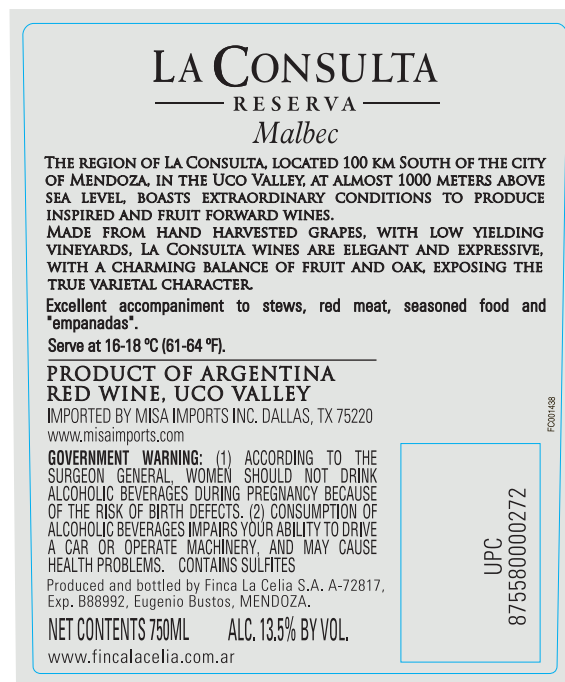 LA CONSULTA
RESERVA
Malbec
THE REGION OF LA CONSULTA, LOCATED 100 KM SOUTH OF THE CITY
OF MENDOZA, IN THE UCO VALLEY, AT ALMOST 1000 METERS ABOVE
SEA LEVEL, BOASTS EXTRAORDINARY CONDITIONS TO PRODUCE
INSPIRED AND FRUIT FORWARD WINES.
MADE FROM HAND HARVESTED GRAPES, WITH LOW YIELDING
VINEYARDS, LA CONSULTA WINES ARE ELEGANT AND EXPRESSIVE,
WITH A CHARMING BALANCE OF FRUIT AND OAK, EXPOSING THE
TRUE VARIETAL CHARACTER.
Excellent accompaniment to stews, red meat, seasoned food and
"empanadas".
Serve at 16-18 ºC (61-64 ºF).
PRODUCT OF ARGENTINA
RED WINE, UCO VALLEY
IMPORTED BY MISA IMPORTS INC. DALLAS, TX 75220
www.misaimports.com
GOVERNMENT WARNING: (1) ACCORDING TO THE
SURGEON GENERAL, WOMEN SHOULD NOT DRINK
ALCOHOLIC BEVERAGES DURING PREGNANCY BECAUSE
OF THE RISK OF BIRTH DEFECTS. (2) CONSUMPTION OF
ALCOHOLIC BEVERAGES IMPAIRS YOUR ABILITY TO DRIVE
A CAR OR OPERATE MACHINERY, AND MAY CAUSE
HEALTH PROBLEMS. CONTAINS SULFITES
Produced and bottled by Finca La Celia S.A. A-72817,
Exp. B88992, Eugenio Bustos, MENDOZA.
NET CONTENTS 750ML ALC. 13.5% BY VOL.
www.fincalacelia.com.ar
FC001438
UPC
875580000272